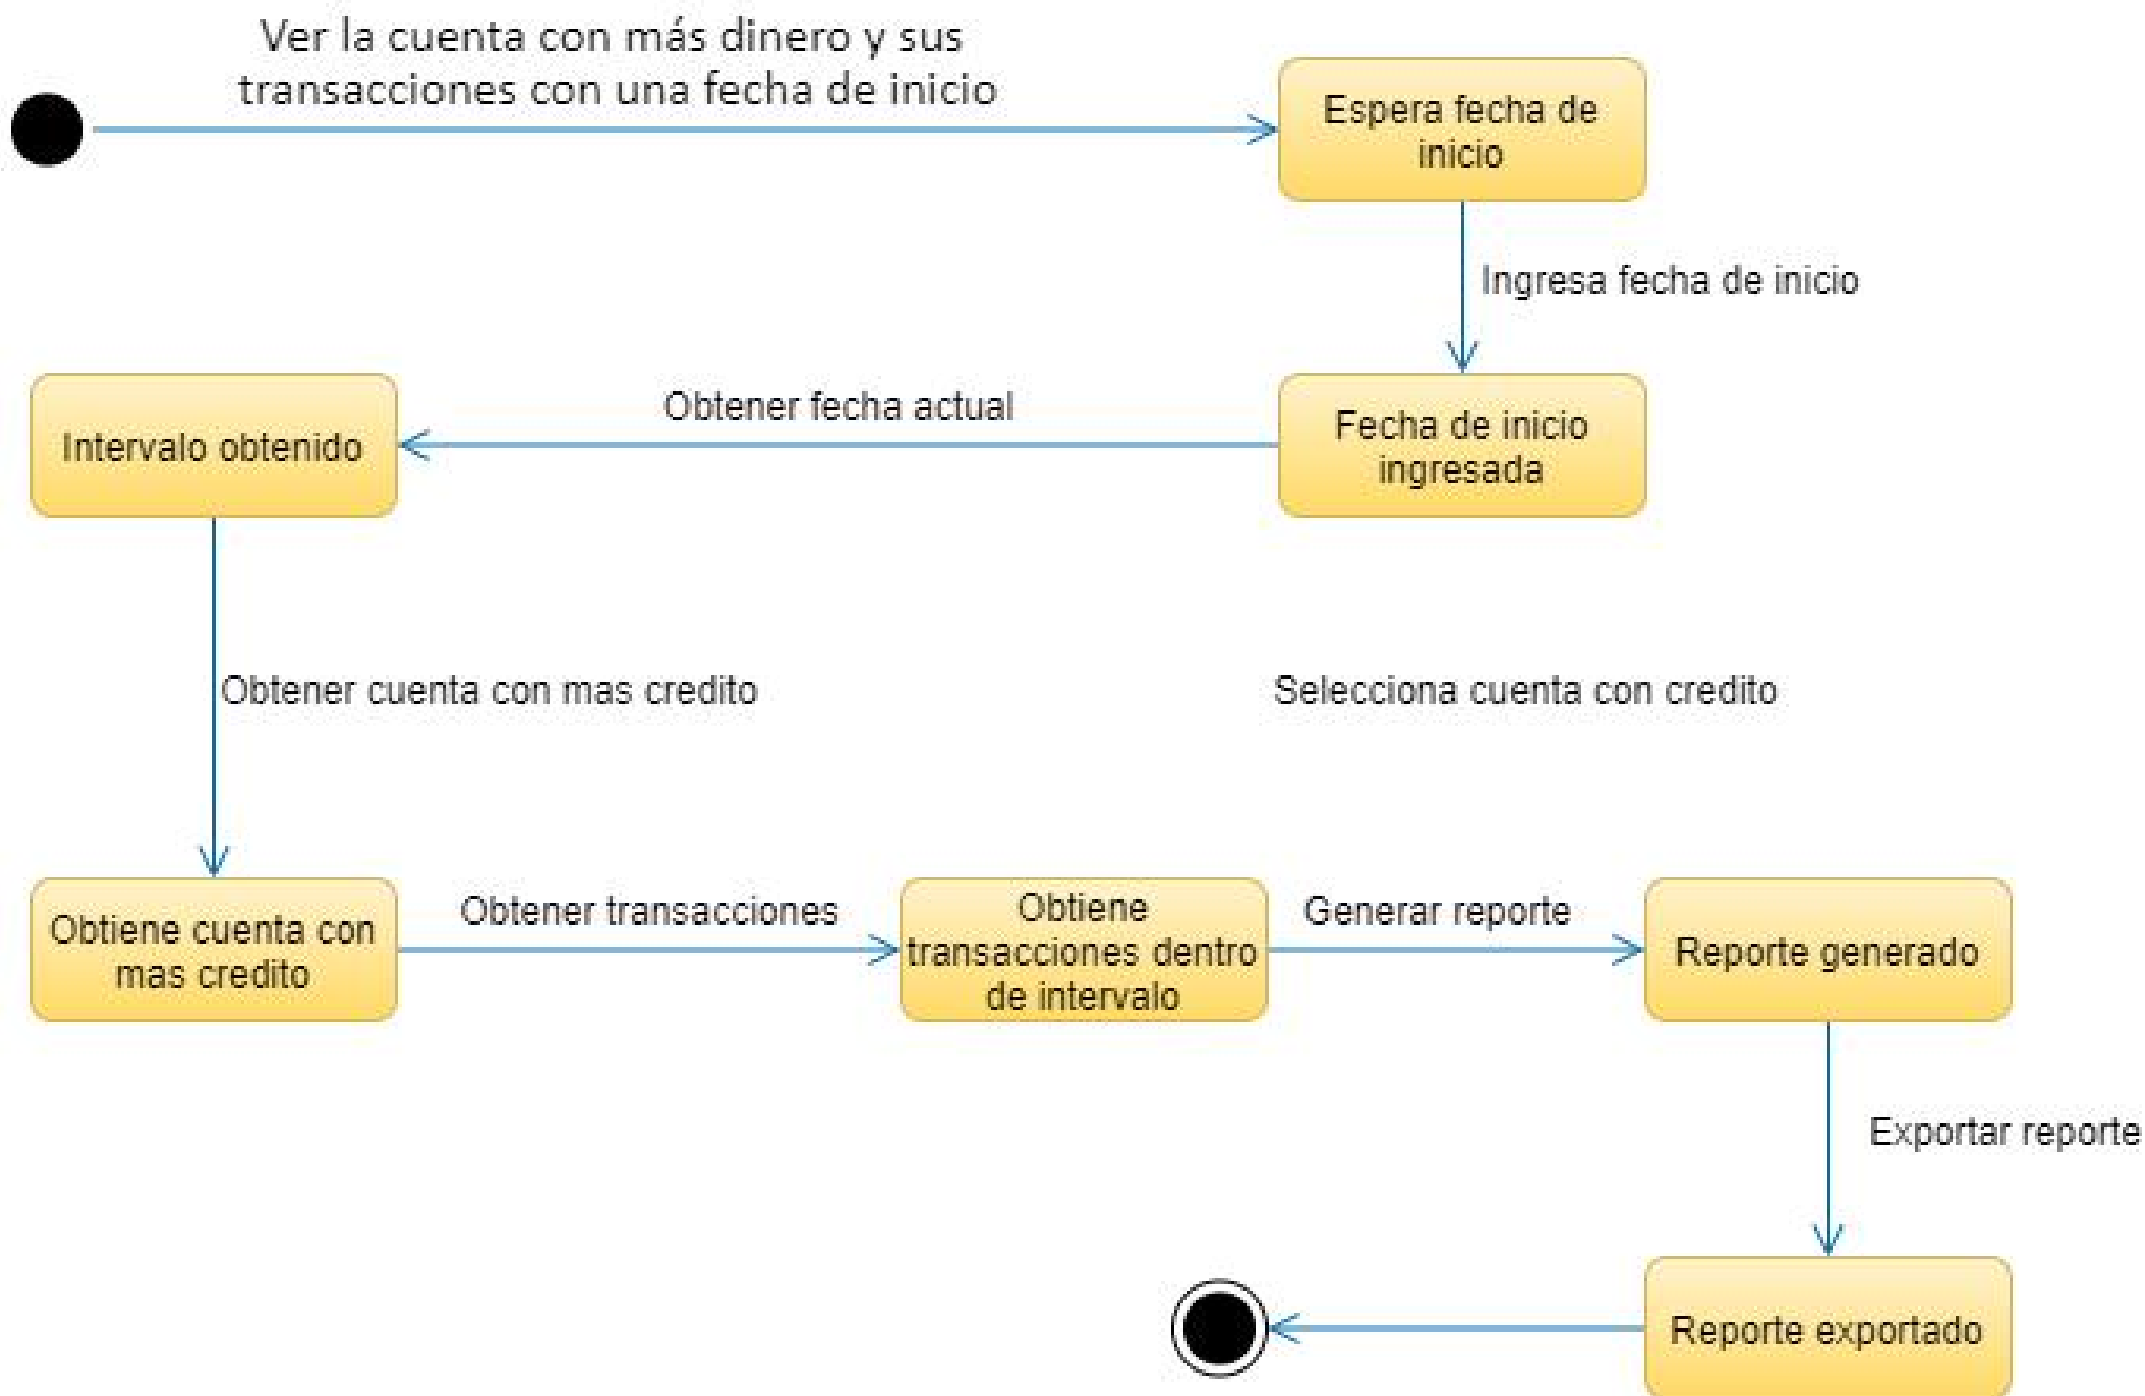 Ver la cuenta con más dinero y sus
transacciones con una fecha de inicio
Espera fecha de
inicio
Ingresa fecha de inicio
Intervalo obtenido
Obtener fecha actual
Fecha de inicio
ingresada
Obtener cuenta con mas credito
Selecciona cuenta con credito
Obtiene cuenta con
mas credito
Obtener transacciones
Obtiene
transacciones dentro
de intervalo
Generar reporte
Reporte generado
Exportar reporte
Reporte exportado